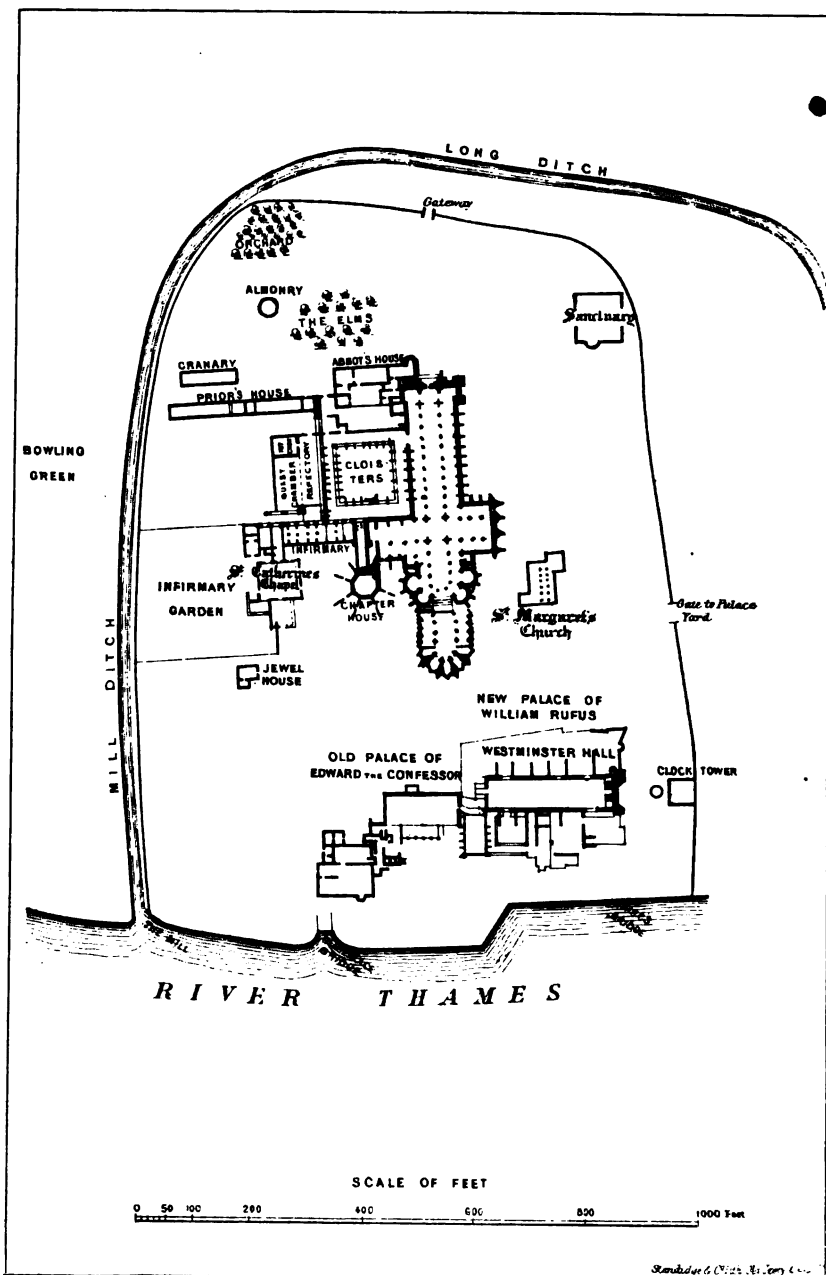 LONG DITCH
Gateway
ORCHARD
ALMONRY
THE ELMS
Sanctuary
GRANARY
ABBOT'S HOUSE
PRIOR'S HOUSE
BOWLING
GREEN
CLOIS
TERS
GUEST
CHAMBER
REFECTORY
INFIRMARY
St. Catherine's
Chapel
INFIRMARY
GARDEN
CHAPTER
HOUSE
St Margaret's
Church
Gate to Palace
Yard
MILL DITCH
JEWEL
HOUSE
NEW PALACE OF
WILLIAM RUFUS
OLD PALACE OF
EDWARD THE CONFESSOR
WESTMINSTER HALL
CLOCK TOWER
THE MILL
RIVER THAMES
SCALE OF FEET
0 50 100 200 400 600 800 1000 Feet